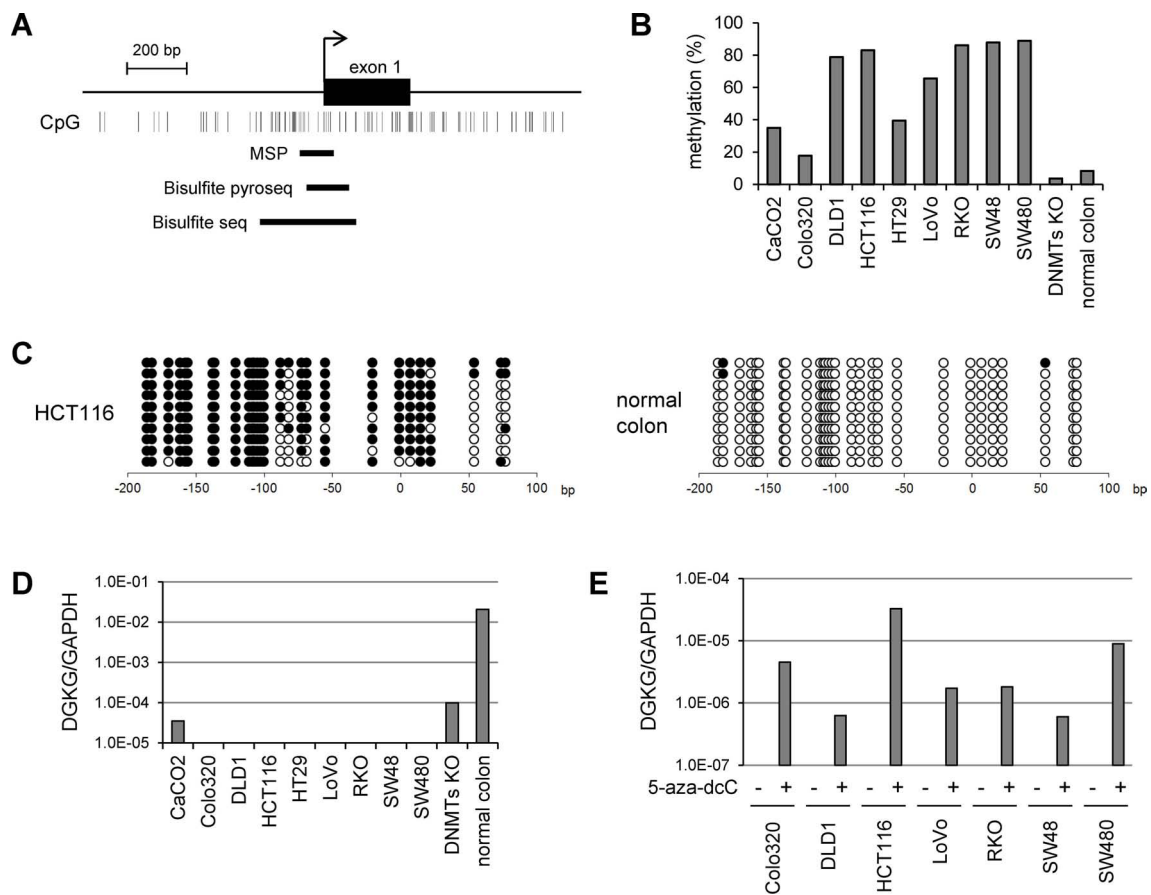 A
200 bp
exon 1
CpG
MSP
Bisulfite pyroseq
Bisulfite seq
B
methylation (%)
100
80
60
40
20
0
CaCO2
Colo320
DLD1
HCT116
HT29
LoVo
RKO
SW48
SW480
DNMTs KO
normal colon
C
HCT116
-200 -150 -100 -50 0 50 100 bp
normal
colon
-200 -150 -100 -50 0 50 100 bp
D
DGKG/GAPDH
1.0E-01
1.0E-02
1.0E-03
1.0E-04
1.0E-05
CaCO2
Colo320
DLD1
HCT116
HT29
LoVo
RKO
SW48
SW480
DNMTs KO
normal colon
E
DGKG/GAPDH
1.0E-04
1.0E-05
1.0E-06
1.0E-07
5-aza-dcC - + - + - + - + - + - + - +
Colo320
DLD1
HCT116
LoVo
RKO
SW48
SW480